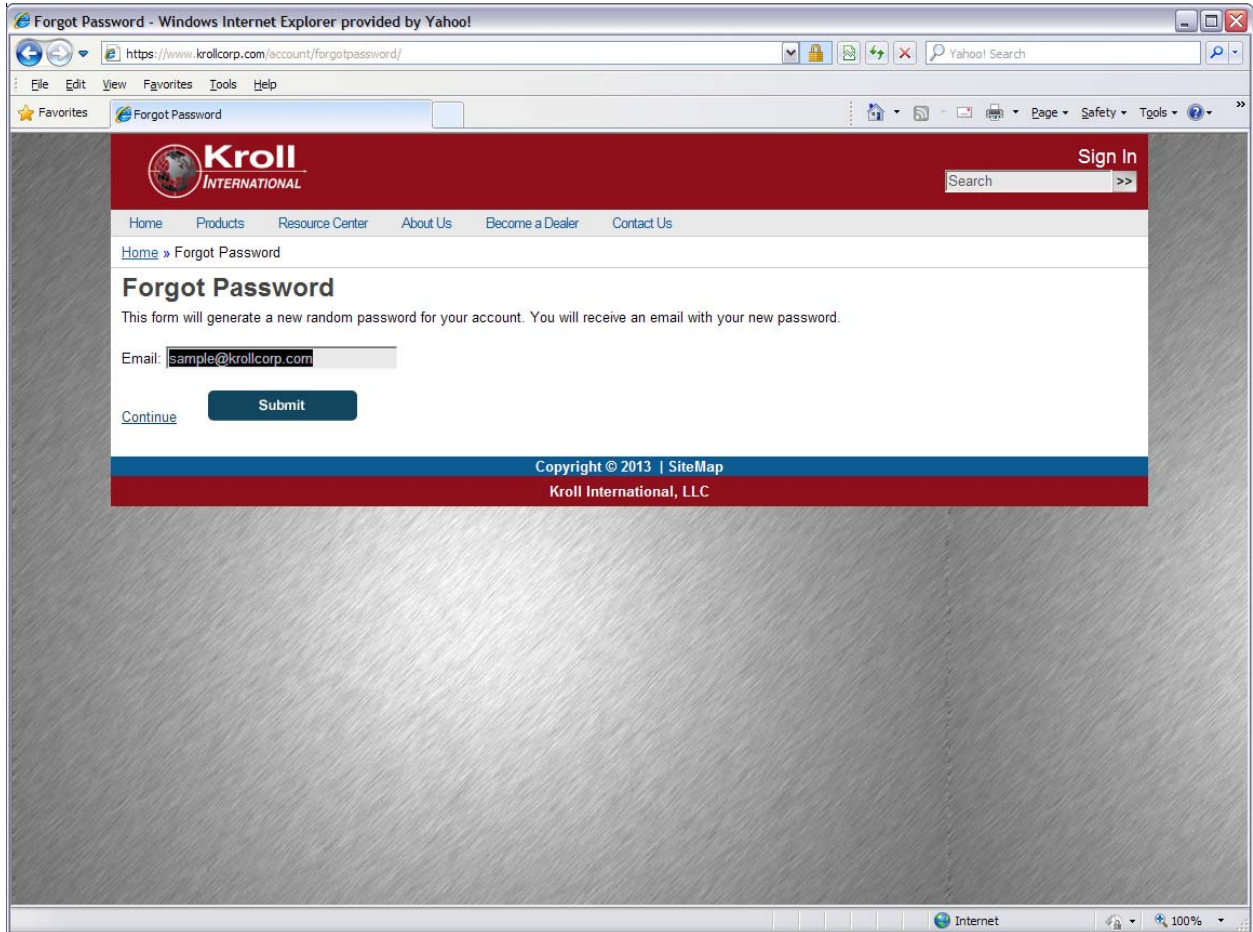 Forgot Password - Windows Internet Explorer provided by Yahoo!
https://www.krollcorp.com/account/forgotpassword/
Yahoo! Search
File Edit View Favorites Tools Help
Favorites
Forgot Password
Page Safety Tools
Kroll
INTERNATIONAL
Sign In
Search >>
Home Products Resource Center About Us Become a Dealer Contact Us
Home » Forgot Password
Forgot Password
This form will generate a new random password for your account. You will receive an email with your new password.
Email: sample@krollcorp.com
Continue Submit
Copyright © 2013 | SiteMap
Kroll International, LLC
Internet 100%